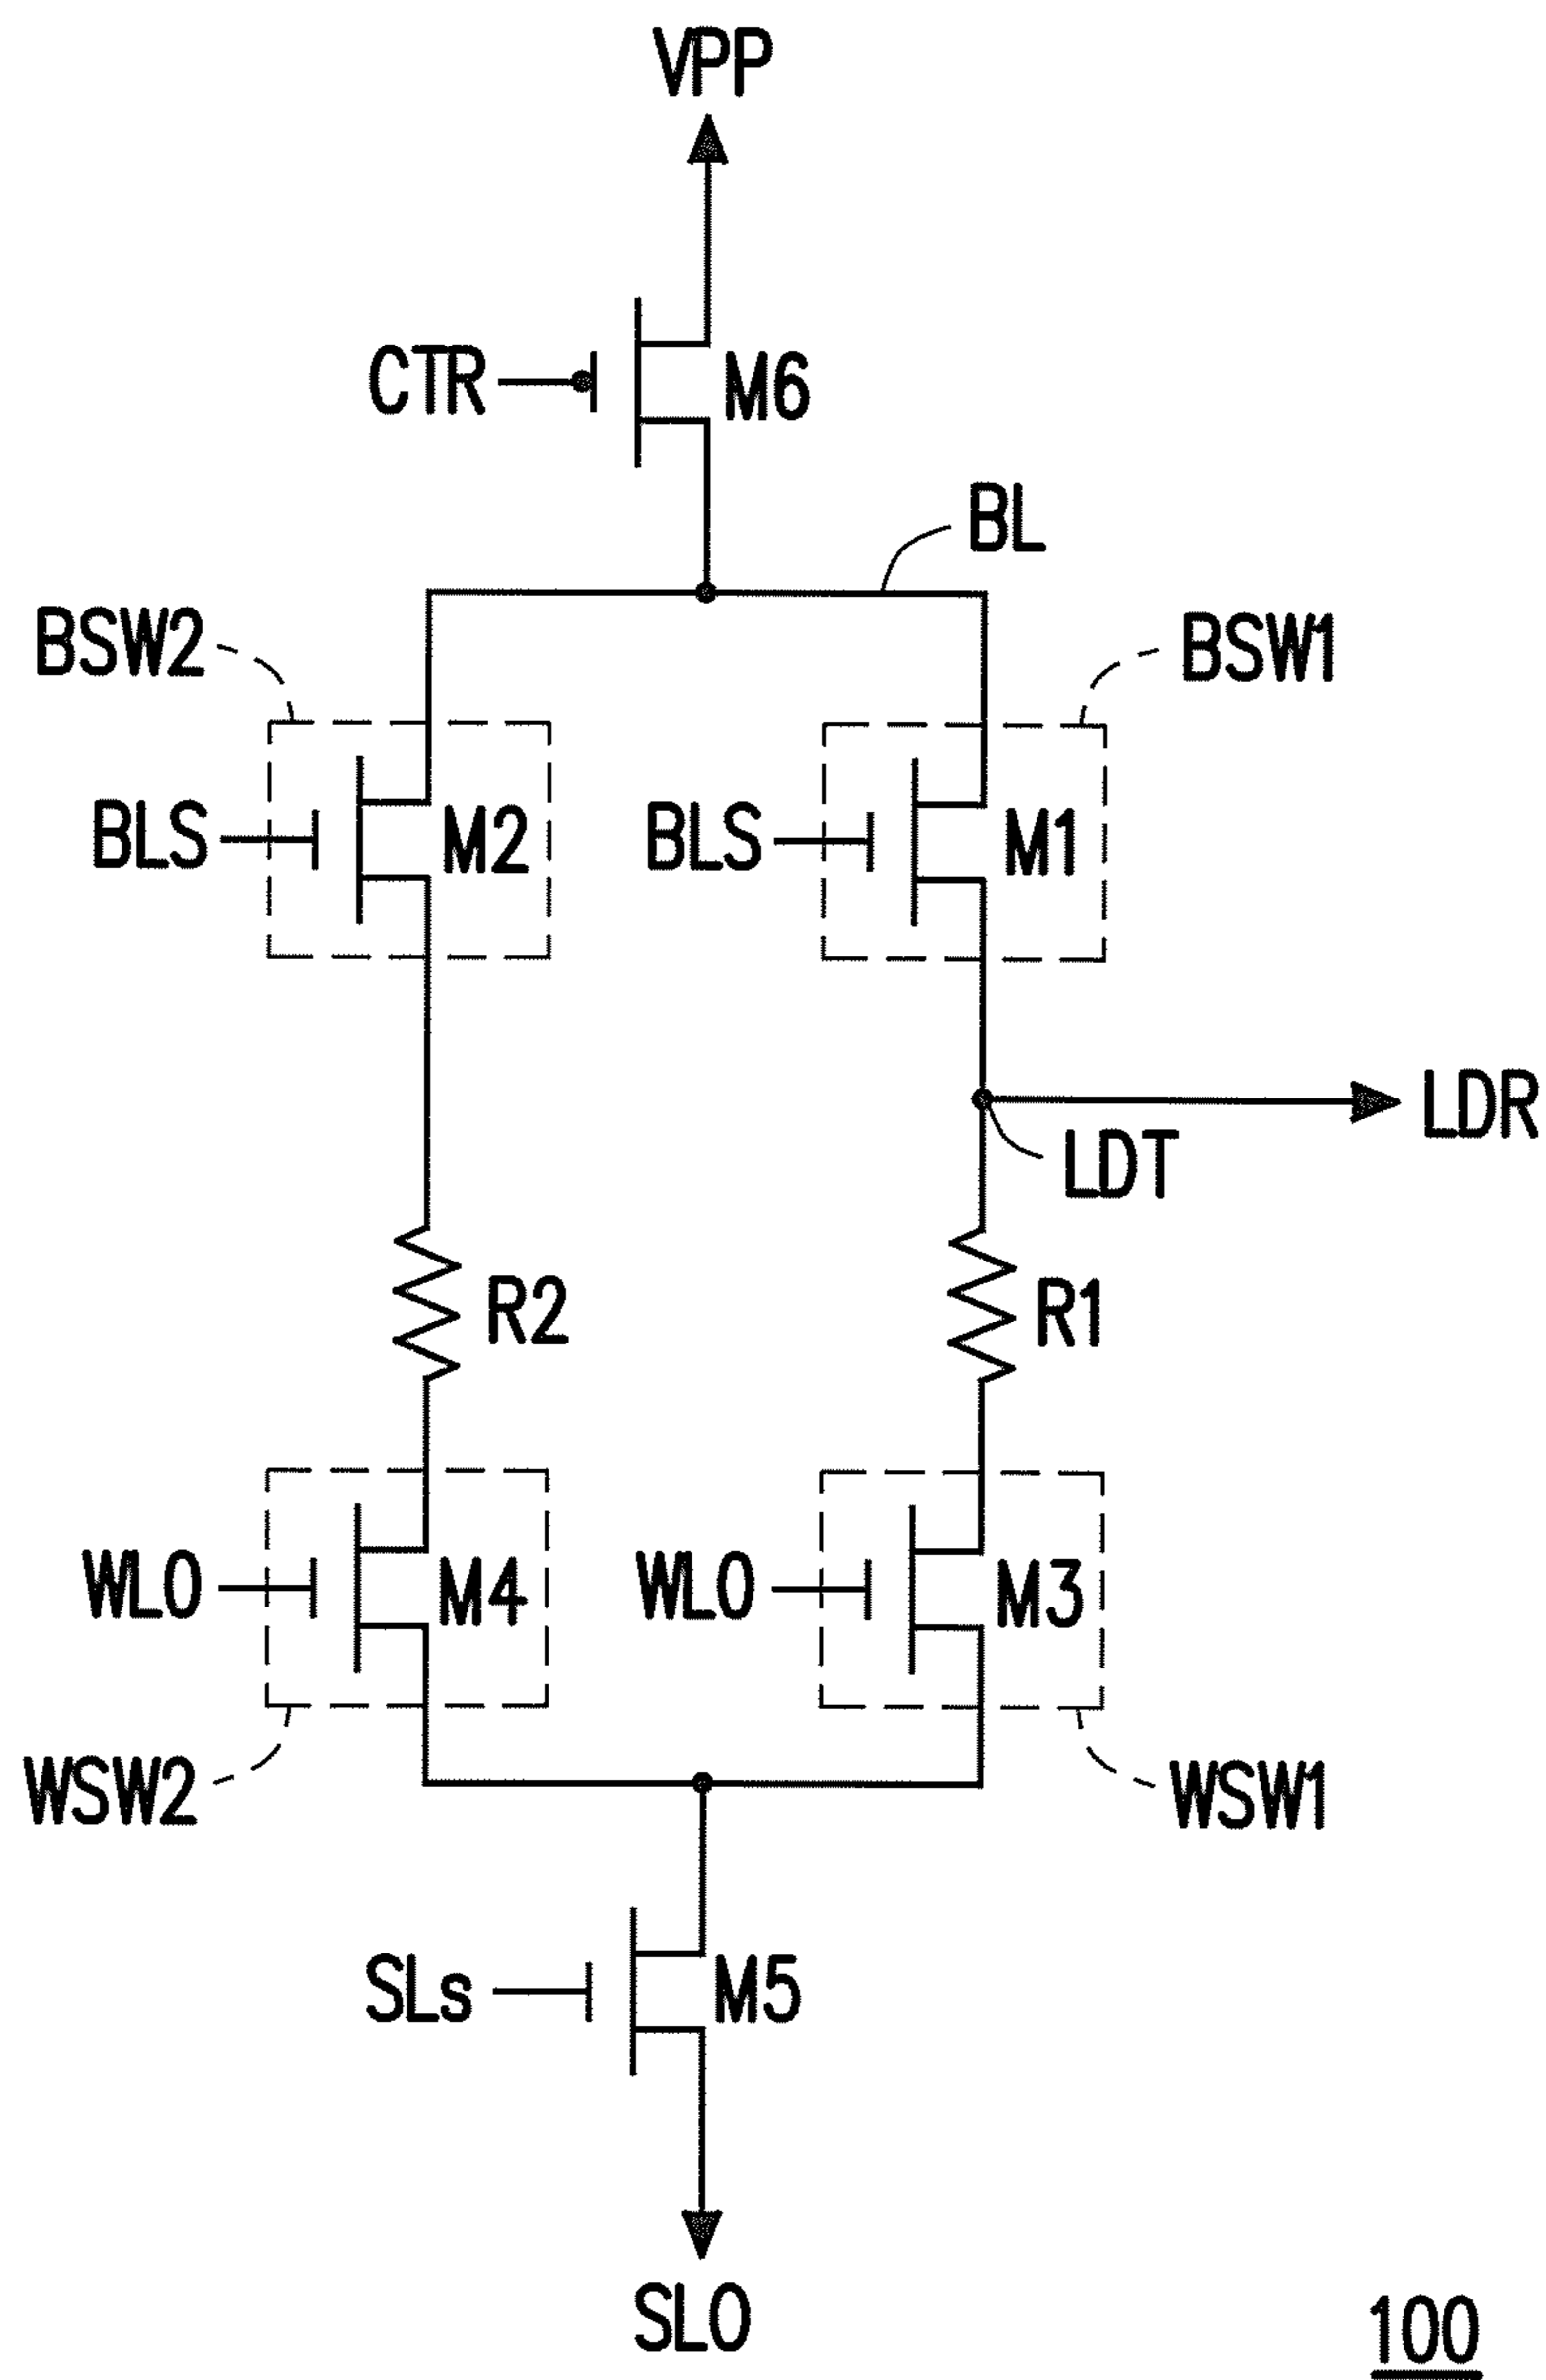 VPP
CTR
M6
BL
BSW2
BSW1
BLS
M2
BLS
M1
LDR
LDT
R2
R1
WL0
M4
WL0
M3
WSW2
WSW1
SLs
M5
SL0
100